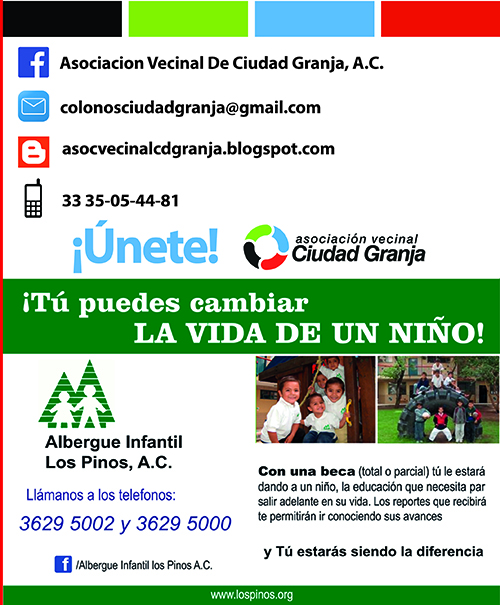 Asociacion Vecinal De Ciudad Granja, A.C.
colonosciudadgranja@gmail.com
asocvecinalcdgranja.blogspot.com
33 35-05-44-81
¡Únete!
asociación vecinal
Ciudad Granja
¡Tú puedes cambiar
LA VIDA DE UN NIÑO!
Albergue Infantil
Los Pinos, A.C.
Llámanos a los telefonos:
3629 5002 y 3629 5000
/Albergue Infantil los Pinos A.C.
Con una beca (total o parcial) tú le estará
dando a un niño, la educación que necesita par
salir adelante en su vida. Los reportes que recibirá
te permitirán ir conociendo sus avances
y Tú estarás siendo la diferencia
www.lospinos.org